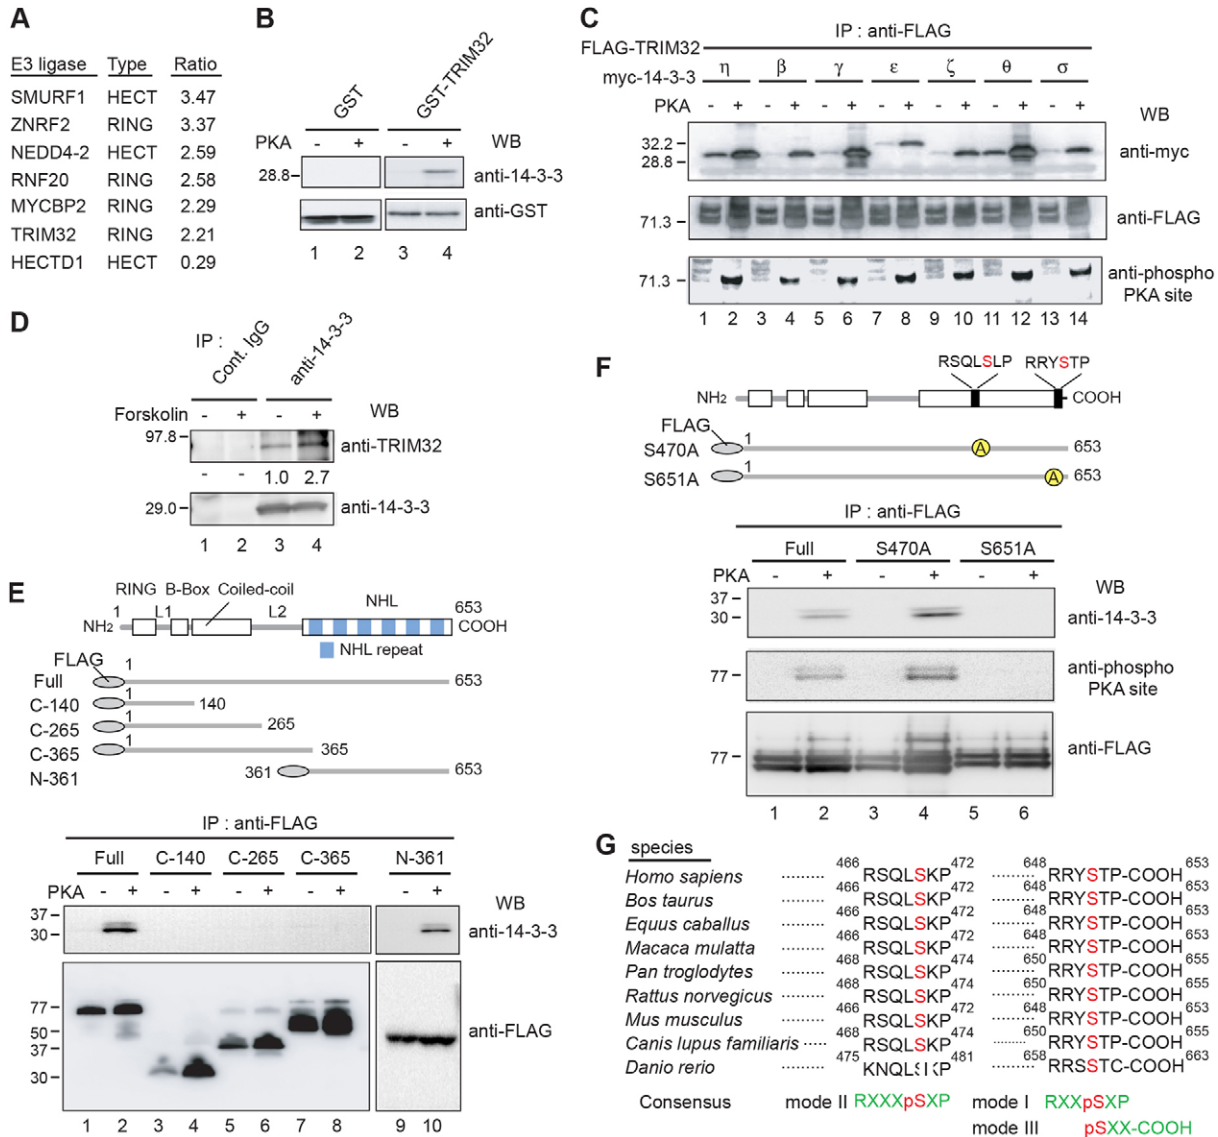 A
E3 ligase Type Ratio
SMURF1 HECT 3.47
ZNRF2 RING 3.37
NEDD4-2 HECT 2.59
RNF20 RING 2.58
MYCBP2 RING 2.29
TRIM32 RING 2.21
HECTD1 HECT 0.29
B
GST GST-TRIM32
PKA - + - + WB
28.8 anti-14-3-3
anti-GST
1 2 3 4
C
IP : anti-FLAG
FLAG-TRIM32
myc-14-3-3 η β γ ε ζ θ σ
PKA - + - + - + - + - + - + - +
WB
32.2
28.8
anti-myc
71.3 anti-FLAG
71.3 anti-phospho
PKA site
1 2 3 4 5 6 7 8 9 10 11 12 13 14
D
IP : Cont. IgG anti-14-3-3
Forskolin - + - + WB
97.8 anti-TRIM32
- - 1.0 2.7
29.0 anti-14-3-3
1 2 3 4
E
RING B-Box Coiled-coil NHL
1 L1 L2 653
NH2 COOH
NHL repeat
FLAG
Full 1 653
C-140 1 140
C-265 1 265
C-365 1 365
N-361 361 653
IP : anti-FLAG
Full C-140 C-265 C-365 N-361
PKA - + - + - + - + - +
WB
37
30
anti-14-3-3
77
50
37
30
anti-FLAG
1 2 3 4 5 6 7 8 9 10
F
RSQLSLP RRYSTP
NH2 COOH
FLAG
S470A 1 A 653
S651A 1 A 653
IP : anti-FLAG
Full S470A S651A
PKA - + - + - +
WB
37
30
anti-14-3-3
77 anti-phospho
PKA site
77 anti-FLAG
1 2 3 4 5 6
G
species
Homo sapiens ........ 466 RSQLSKP 472 ........ 648 RRYSTP-COOH 653
Bos taurus ........ 466 RSQLSKP 472 ........ 648 RRYSTP-COOH 653
Equus caballus ........ 466 RSQLSKP 472 ........ 648 RRYSTP-COOH 653
Macaca mulatta ........ 466 RSQLSKP 472 ........ 648 RRYSTP-COOH 653
Pan troglodytes ........ 468 RSQLSKP 474 ........ 650 RRYSTP-COOH 655
Rattus norvegicus ........ 468 RSQLSKP 474 ........ 650 RRYSTP-COOH 655
Mus musculus ........ 466 RSQLSKP 472 ........ 648 RRYSTP-COOH 653
Canis lupus familiaris ..... 468 RSQLSKP 474 ........ 650 RRYSTP-COOH 655
Danio rerio ........ 475 481 ........ 658 RRSSTC-COOH 663
Consensus mode II RXXXpSXP mode I RXXpSXP
mode III pSXX-COOH